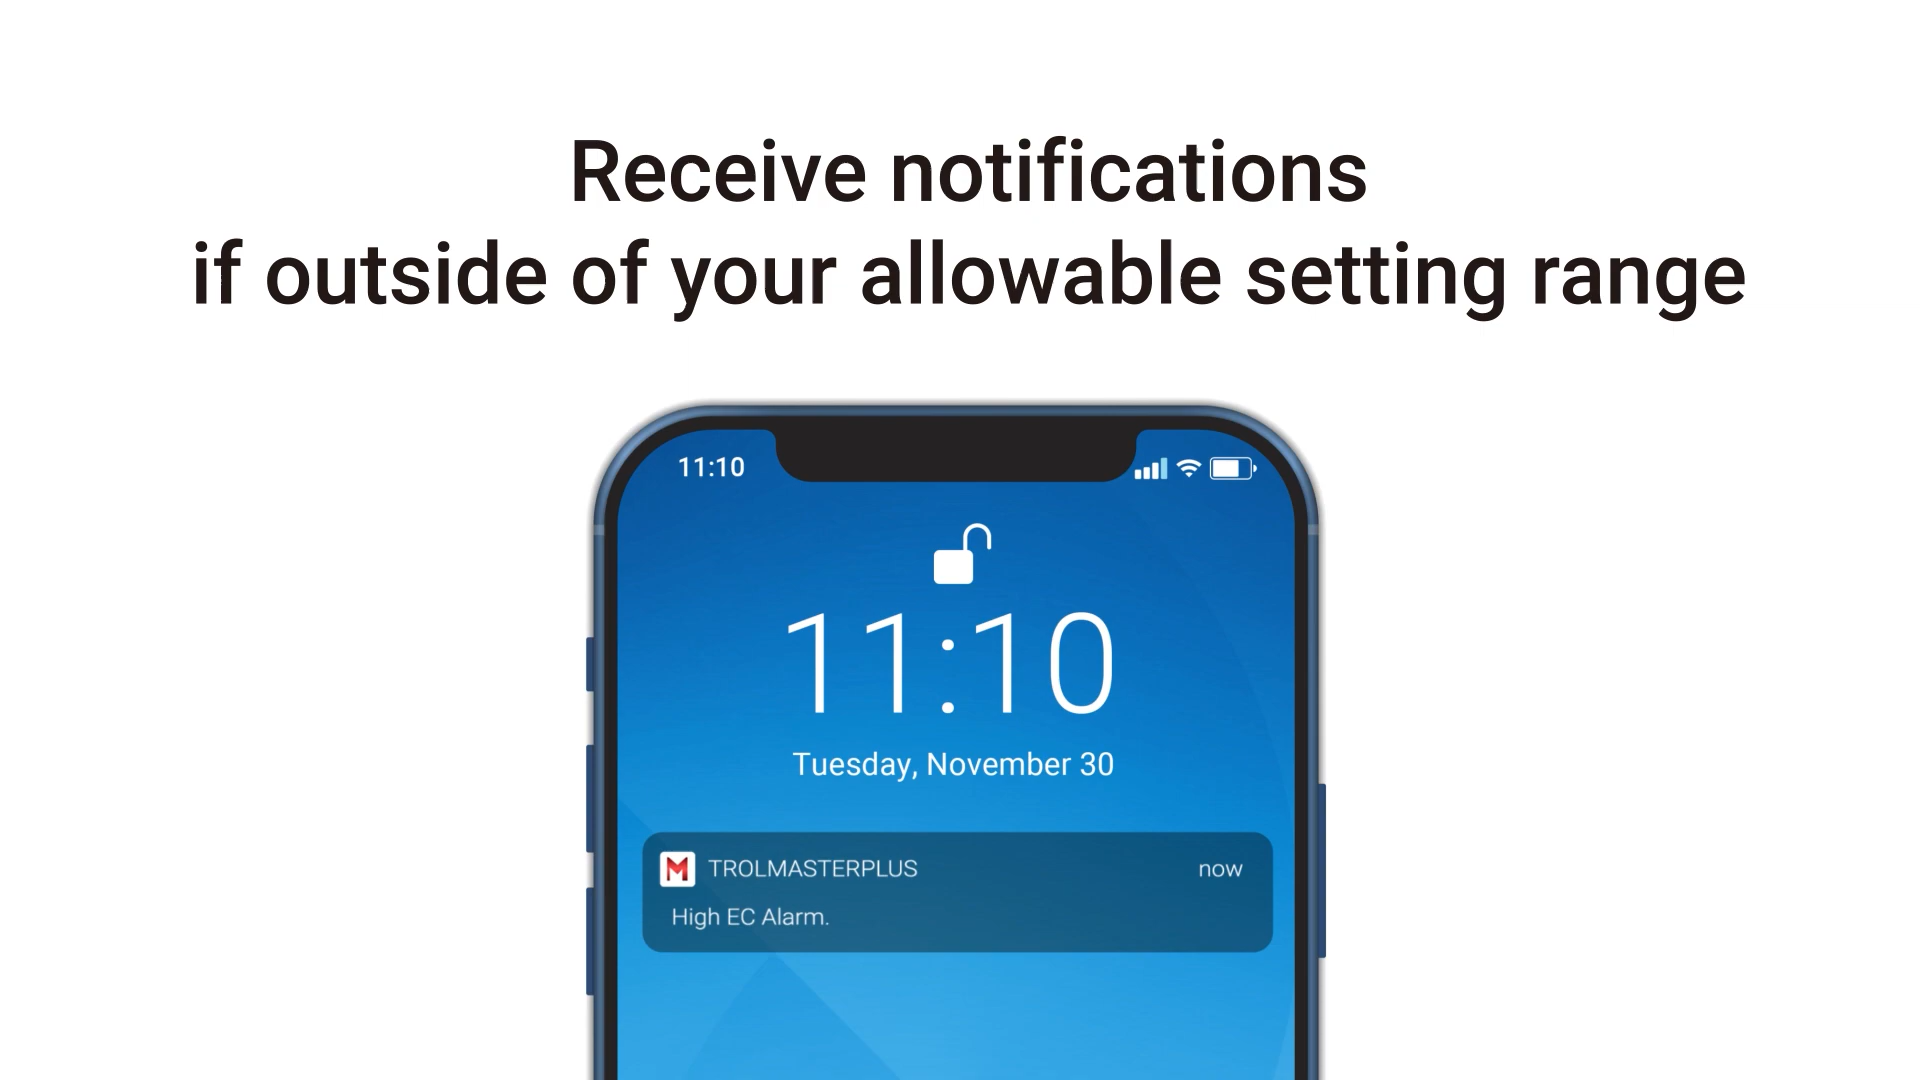 Receive notifications
if outside of your allowable setting range
11:10
11:10
Tuesday, November 30
M TROLMASTERPLUS now
High EC Alarm.